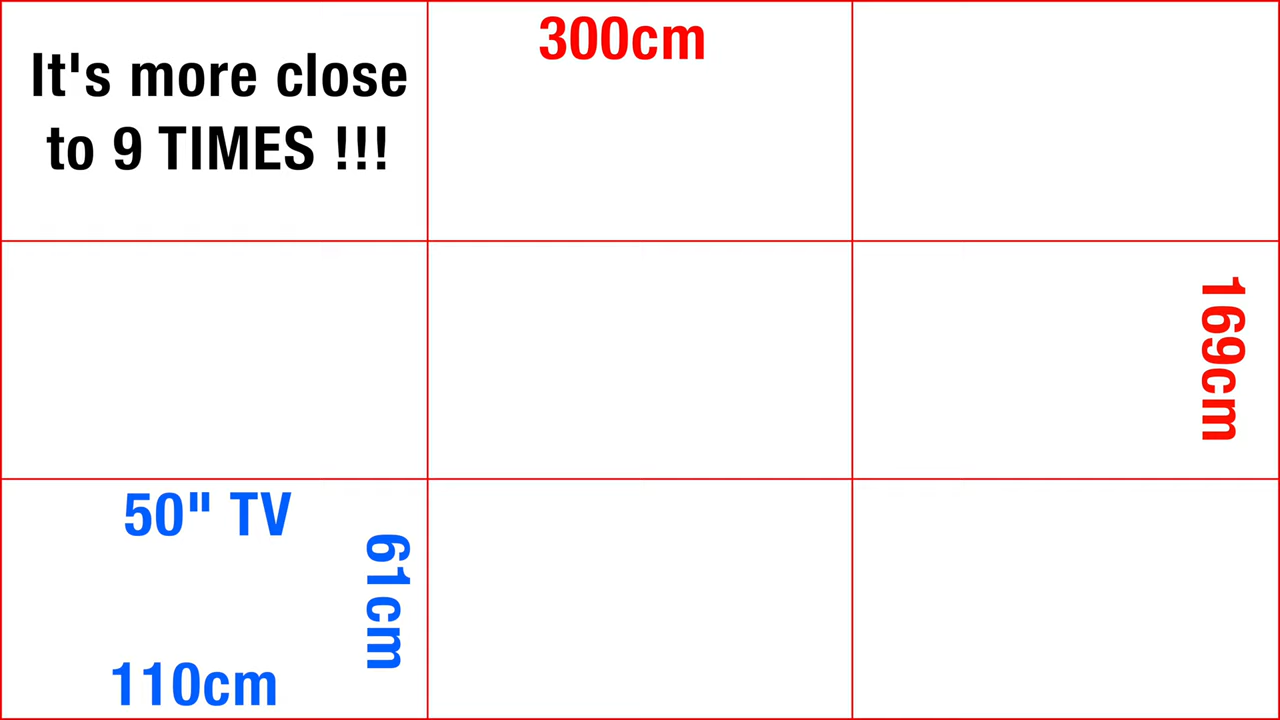 It's more close
to 9 TIMES !!!
300cm
169cm
50" TV
61cm
110cm